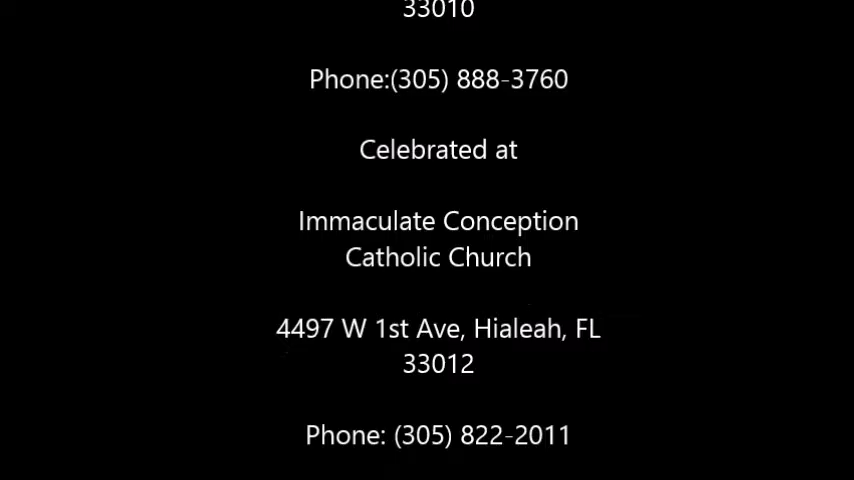 33010
Phone:(305) 888-3760
Celebrated at
Immaculate Conception
Catholic Church
4497 W 1st Ave, Hialeah, FL
33012
Phone: (305) 822-2011